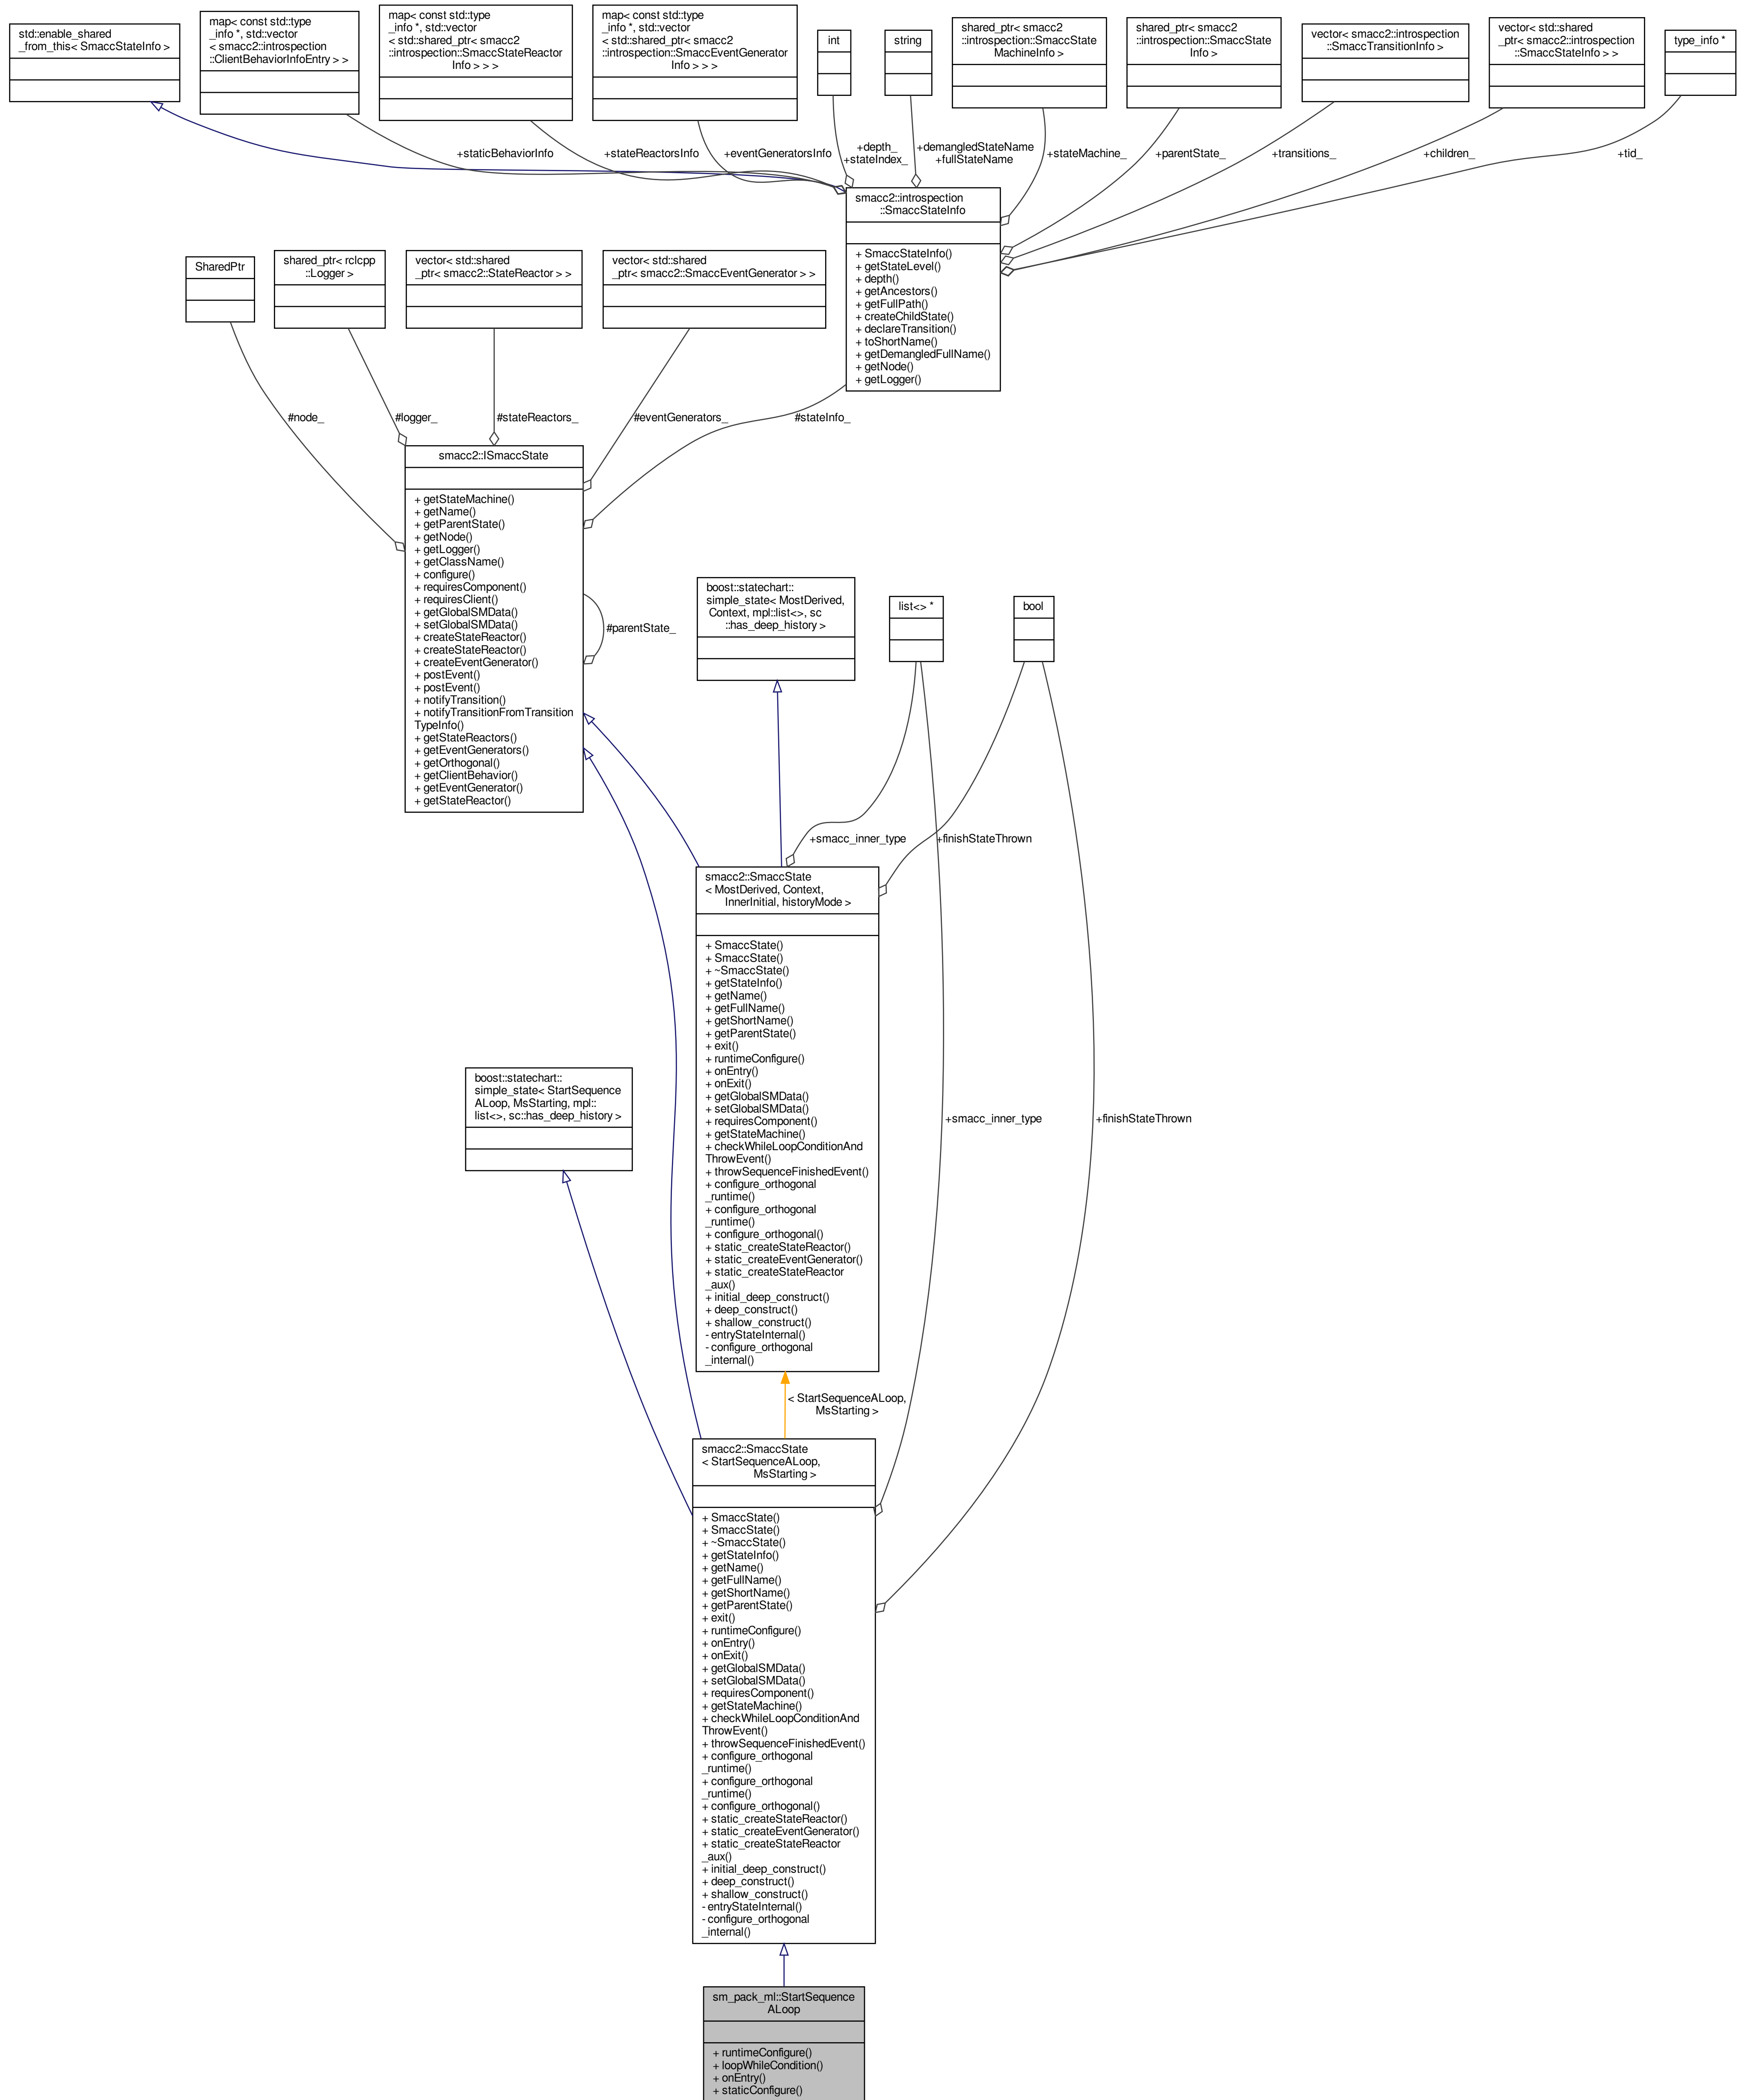 std::enable_shared
_from_this< SmaccStateInfo >
map< const std::type
_info *, std::vector
< smacc2::introspection
::ClientBehaviorInfoEntry > >
map< const std::type
_info *, std::vector
< std::shared_ptr< smacc2
::introspection::SmaccStateReactor
Info > > >
map< const std::type
_info *, std::vector
< std::shared_ptr< smacc2
::introspection::SmaccEventGenerator
Info > > >
int
string
shared_ptr< smacc2
::introspection::SmaccState
MachineInfo >
shared_ptr< smacc2
::introspection::SmaccState
Info >
vector< smacc2::introspection
::SmaccTransitionInfo >
vector< std::shared
_ptr< smacc2::introspection
::SmaccStateInfo > >
type_info *
+staticBehaviorInfo
+stateReactorsInfo
+eventGeneratorsInfo
+depth_
+stateIndex_
+demangledStateName
+fullStateName
+stateMachine_
+parentState_
+transitions_
+children_
+tid_
smacc2::introspection
::SmaccStateInfo
+ SmaccStateInfo()
+ getStateLevel()
+ depth()
+ getAncestors()
+ getFullPath()
+ createChildState()
+ declareTransition()
+ toShortName()
+ getDemangledFullName()
+ getNode()
+ getLogger()
SharedPtr
shared_ptr< rclcpp
::Logger >
vector< std::shared
_ptr< smacc2::StateReactor > >
vector< std::shared
_ptr< smacc2::SmaccEventGenerator > >
#node_
#logger_
#stateReactors_
#eventGenerators_
#stateInfo_
smacc2::ISmaccState
+ getStateMachine()
+ getName()
+ getParentState()
+ getNode()
+ getLogger()
+ getClassName()
+ configure()
+ requiresComponent()
+ requiresClient()
+ getGlobalSMData()
+ setGlobalSMData()
+ createStateReactor()
+ createStateReactor()
+ createEventGenerator()
+ postEvent()
+ postEvent()
+ notifyTransition()
+ notifyTransitionFromTransition
TypeInfo()
+ getStateReactors()
+ getEventGenerators()
+ getOrthogonal()
+ getClientBehavior()
+ getEventGenerator()
+ getStateReactor()
#parentState_
boost::statechart::
simple_state< MostDerived,
Context, mpl::list<>, sc
::has_deep_history >
list<> *
bool
+smacc_inner_type
+finishStateThrown
smacc2::SmaccState
< MostDerived, Context,
InnerInitial, historyMode >
+ SmaccState()
+ SmaccState()
+ ~SmaccState()
+ getStateInfo()
+ getName()
+ getFullName()
+ getShortName()
+ getParentState()
+ exit()
+ runtimeConfigure()
+ onEntry()
+ onExit()
+ getGlobalSMData()
+ setGlobalSMData()
+ requiresComponent()
+ getStateMachine()
+ checkWhileLoopConditionAnd
ThrowEvent()
+ throwSequenceFinishedEvent()
+ configure_orthogonal
_runtime()
+ configure_orthogonal
_runtime()
+ configure_orthogonal()
+ static_createStateReactor()
+ static_createEventGenerator()
+ static_createStateReactor
_aux()
+ initial_deep_construct()
+ deep_construct()
+ shallow_construct()
- entryStateInternal()
- configure_orthogonal
_internal()
boost::statechart::
simple_state< StartSequence
ALoop, MsStarting, mpl::
list<>, sc::has_deep_history >
+smacc_inner_type
+finishStateThrown
< StartSequenceALoop,
MsStarting >
smacc2::SmaccState
< StartSequenceALoop,
MsStarting >
+ SmaccState()
+ SmaccState()
+ ~SmaccState()
+ getStateInfo()
+ getName()
+ getFullName()
+ getShortName()
+ getParentState()
+ exit()
+ runtimeConfigure()
+ onEntry()
+ onExit()
+ getGlobalSMData()
+ setGlobalSMData()
+ requiresComponent()
+ getStateMachine()
+ checkWhileLoopConditionAnd
ThrowEvent()
+ throwSequenceFinishedEvent()
+ configure_orthogonal
_runtime()
+ configure_orthogonal
_runtime()
+ configure_orthogonal()
+ static_createStateReactor()
+ static_createEventGenerator()
+ static_createStateReactor
_aux()
+ initial_deep_construct()
+ deep_construct()
+ shallow_construct()
- entryStateInternal()
- configure_orthogonal
_internal()
sm_pack_ml::StartSequence
ALoop
+ runtimeConfigure()
+ loopWhileCondition()
+ onEntry()
+ staticConfigure()